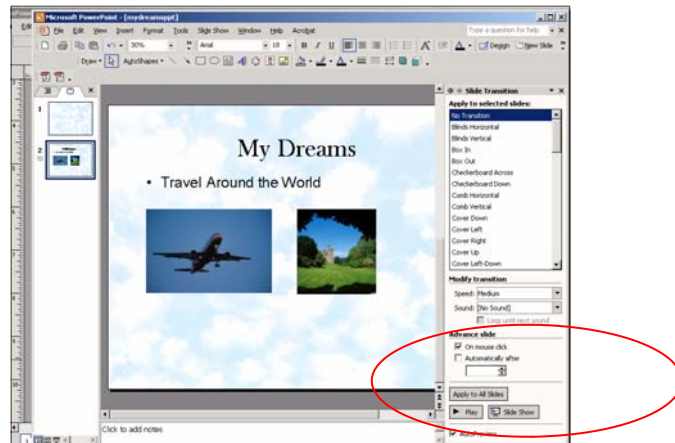 Microsoft PowerPoint - [mydreamsppt]
File Edit View Insert Format Tools Slide Show Window Help Acrobat
Type a question for help
30% Arial 18 B I U Design New Slide
Draw AutoShapes
Slide Transition
Apply to selected slides:
No Transition
Blinds Horizontal
Blinds Vertical
Box In
Box Out
Checkerboard Across
Checkerboard Down
Comb Horizontal
Comb Vertical
Cover Down
Cover Left
Cover Right
Cover Up
Cover Left-Down
Modify transition
Speed: Medium
Sound: [No Sound]
Loop until next sound
Advance slide
On mouse click
Automatically after
Apply to All Slides
Play Slide Show
AutoPreview
1
2
My Dreams
• Travel Around the World
Click to add notes